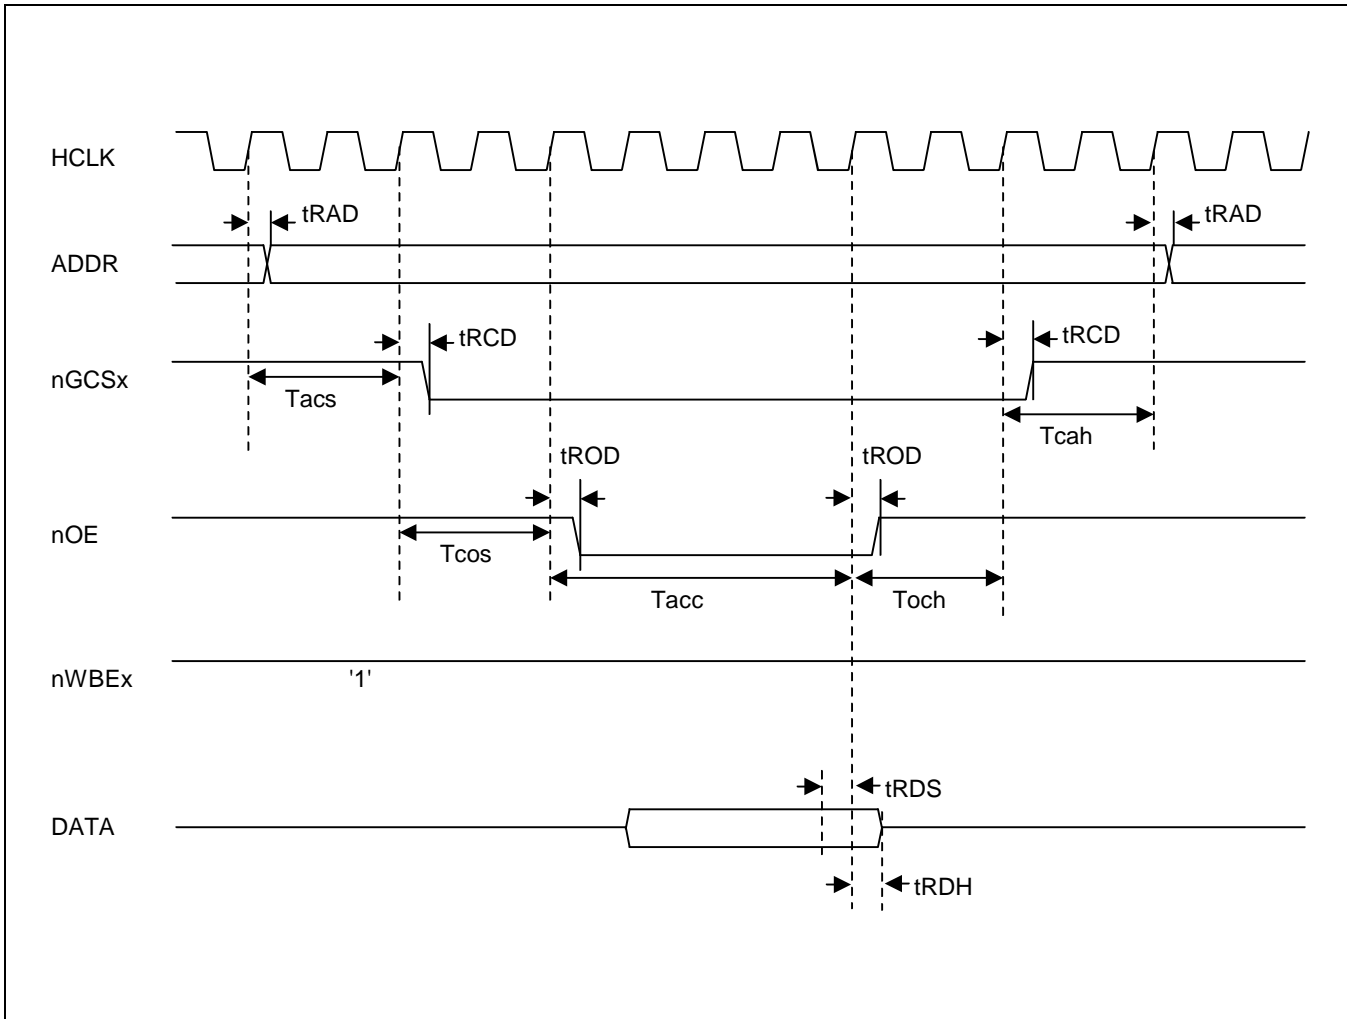 HCLK
tRAD
tRAD
ADDR
tRCD
tRCD
nGCSx
Tacs
Tcah
tROD
tROD
nOE
Tcos
Tacc
Toch
nWBEx
'1'
tRDS
DATA
tRDH